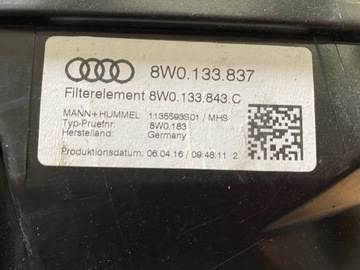 8W0.133.837
Filterelement 8W0.133.843.C
MANN+HUMMEL 1135593S01 / MHS
Typ-Pruefnr: 8W0.183
Herstelland: Germany
Produktionsdatum: 06.04.16 / 09:48:11 2